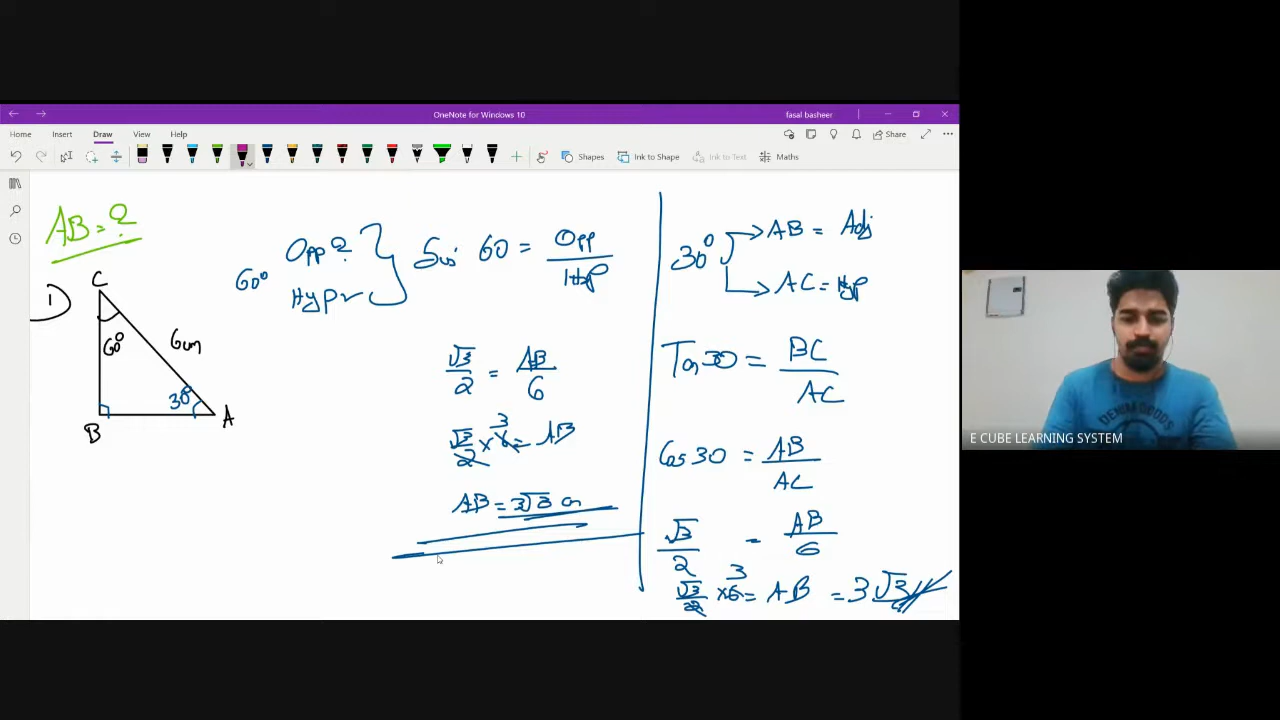 OneNote for Windows 10
fasal basheer
Home Insert Draw View Help
Share
Shapes Ink to Shape Ink to Text Maths
AB = ?
1)
C
60°
6cm
30°
B
A
60°
Opp ?
Hyp ✓
Sin 60 = Opp / Hyp
√3/2 = AB/6
√3/2 × 6 = AB
3
AB = 3√3 cm
30° → AB = Adj
→ AC = Hyp
Tan 30 = BC / AC
Cos 30 = AB / AC
√3/2 = AB/6
√3/2 × 6 = AB = 3√3
3
E CUBE LEARNING SYSTEM